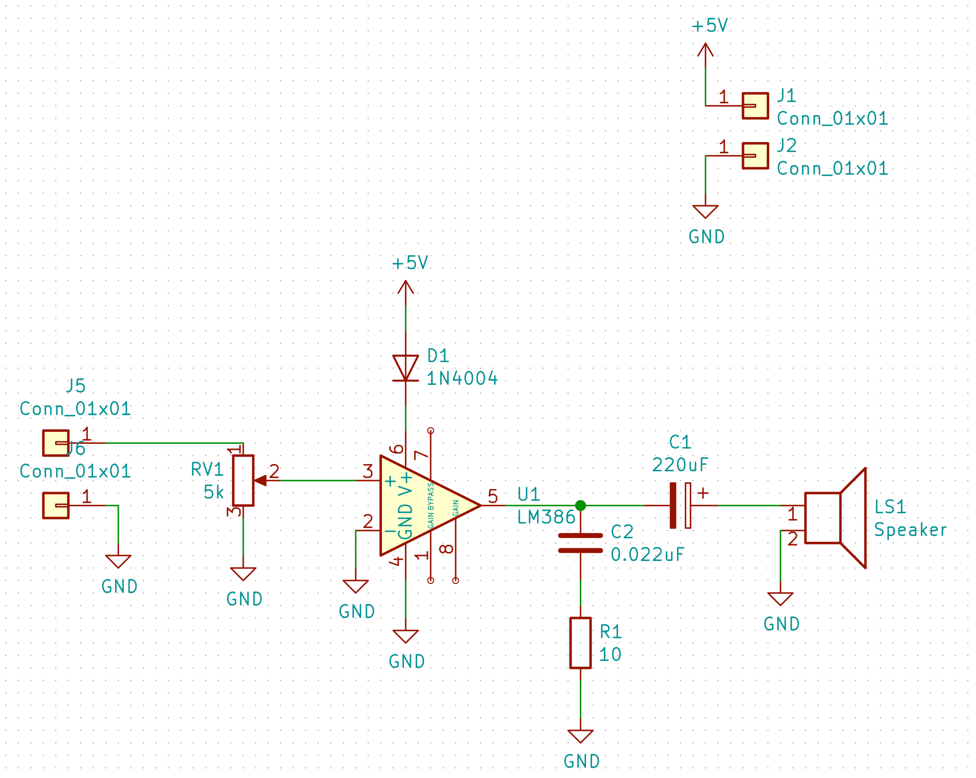 +5V
1
J1
Conn_01x01
1
J2
Conn_01x01
GND
+5V
D1
1N4004
J5
Conn_01x01
1
J6
Conn_01x01
1
GND
RV1
5k
1
2
3
GND
3
2
6
7
+
V+
GND
-
BYPASS
GAIN
GAIN
4
1
8
5
U1
LM386
GND
GND
C1
220uF
+
C2
0.022uF
R1
10
GND
1
2
LS1
Speaker
GND